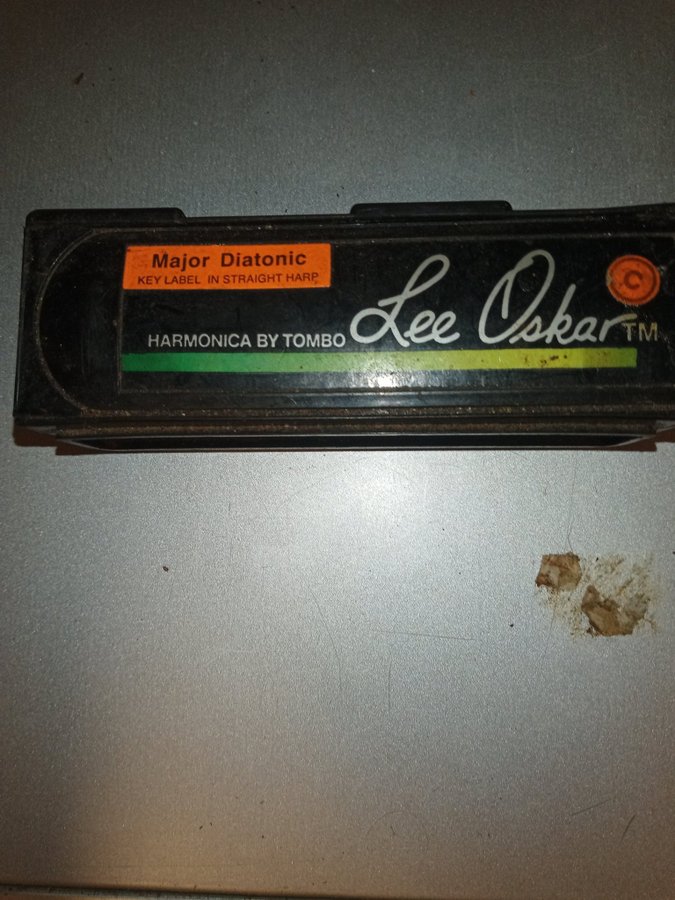 Major Diatonic
KEY LABEL IN STRAIGHT HARP
C
HARMONICA BY TOMBO Lee Oskar TM